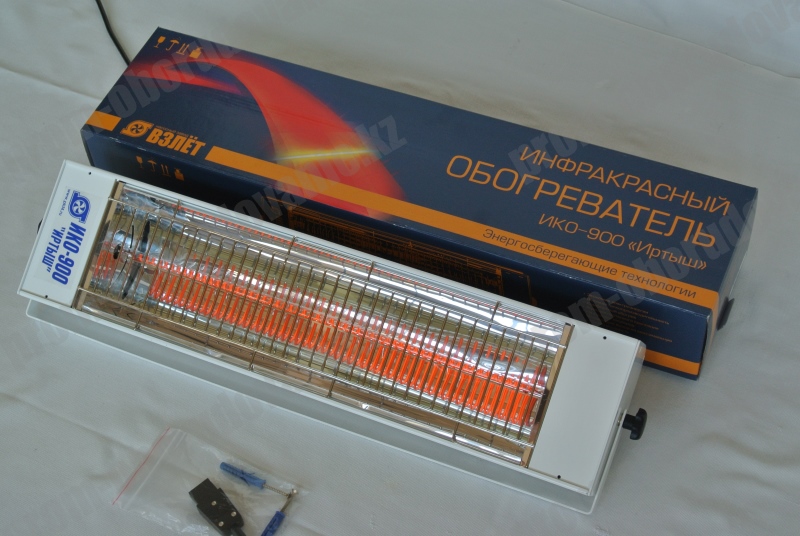 ВЗЛЁТ
ИНФРАКРАСНЫЙ
ОБОГРЕВАТЕЛЬ
ИКО-900 «Иртыш»
Энергосберегающие технологии
ИКО-900
"ИРТЫШ"